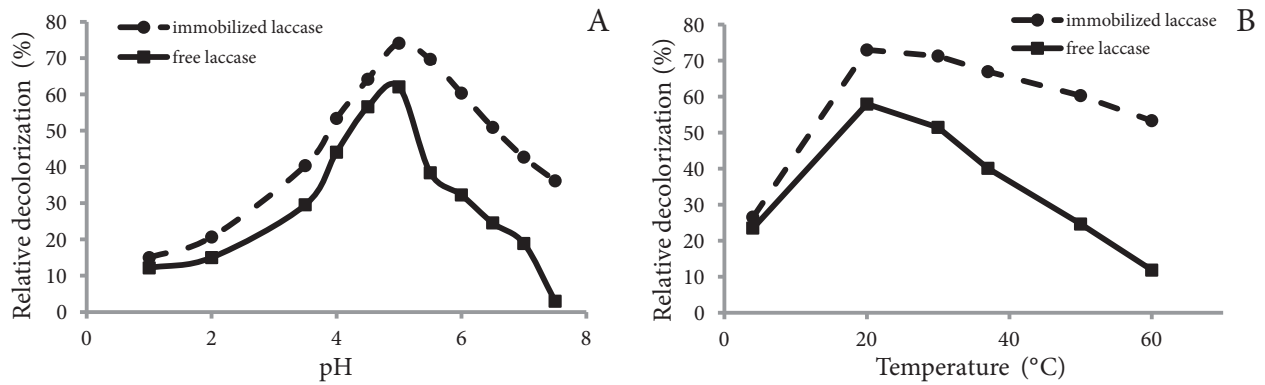 A
immobilized laccase
free laccase
Relative decolorization (%)
80
70
60
50
40
30
20
10
0
0 2 4 6 8
pH
B
immobilized laccase
free laccase
Relative decolorization (%)
80
70
60
50
40
30
20
10
0
0 20 40 60
Temperature (°C)